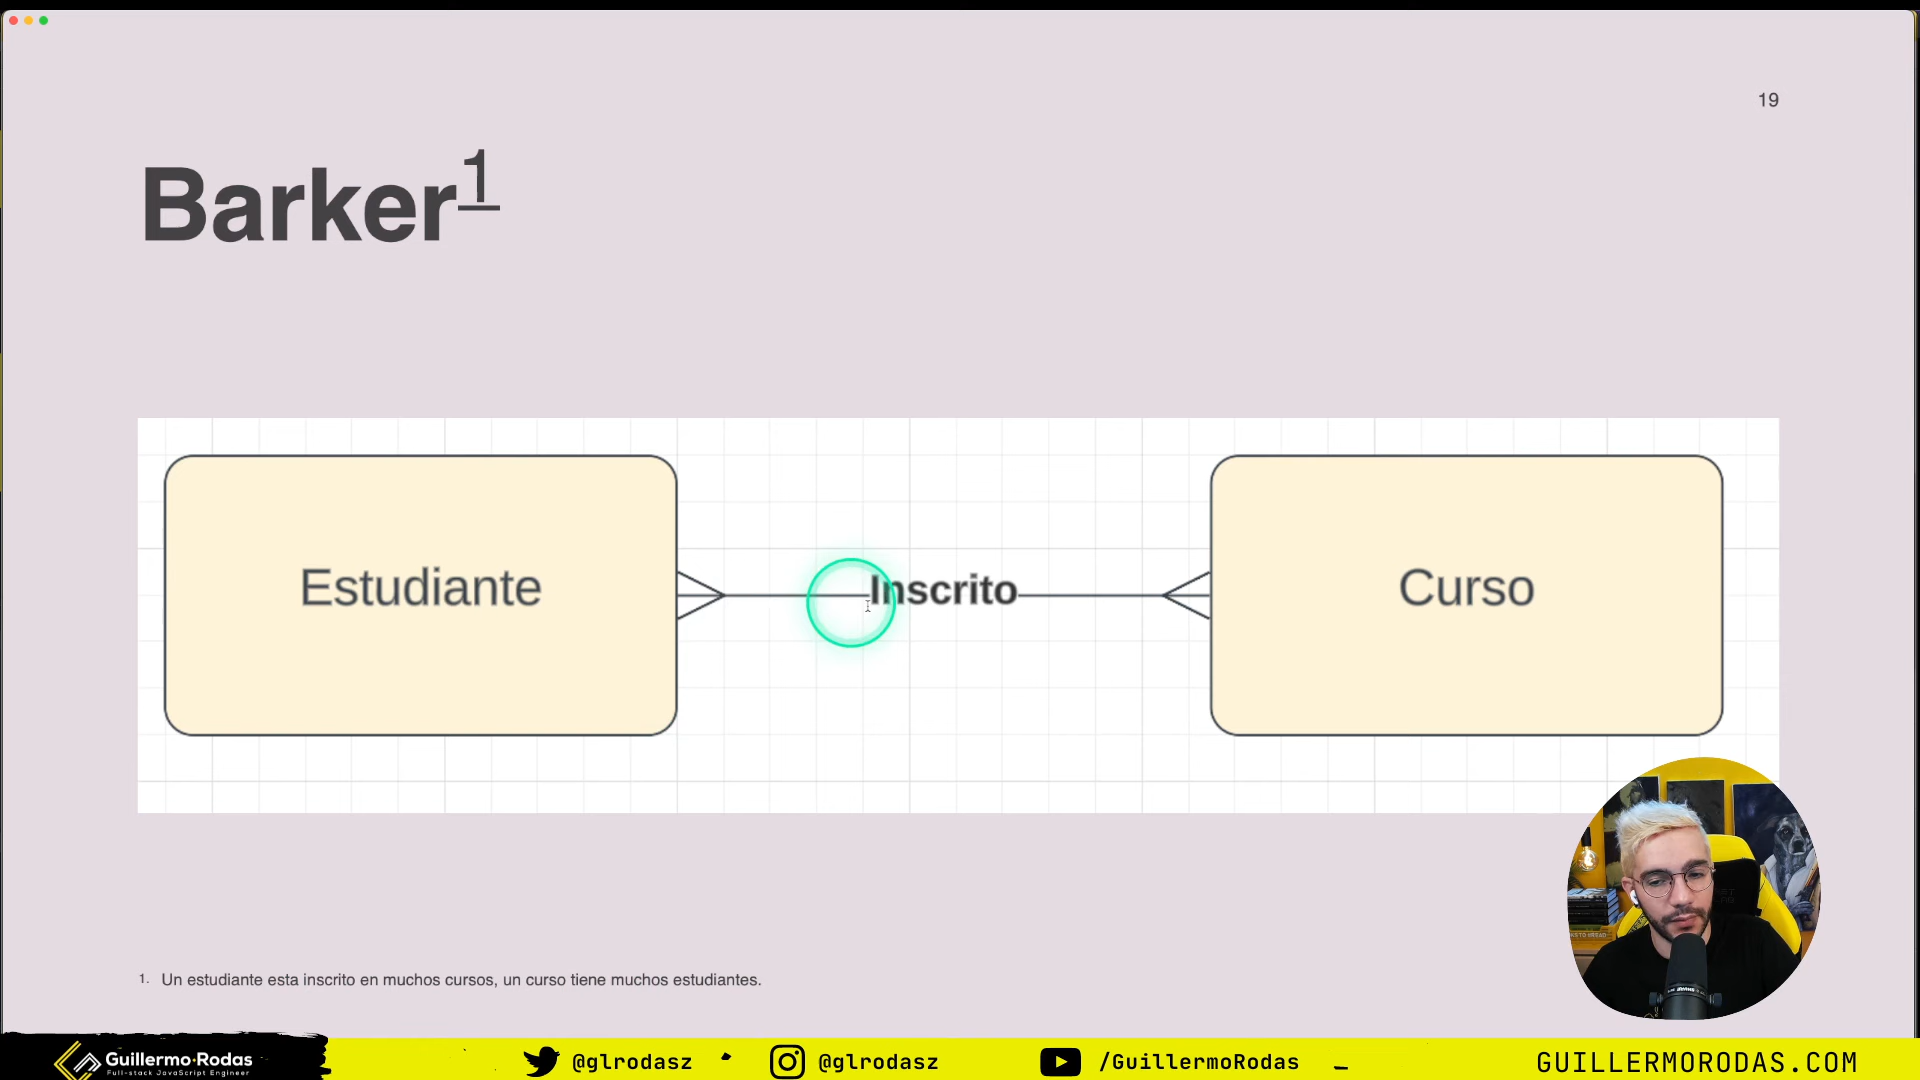 19
Barker1
Estudiante
Inscrito
Curso
1. Un estudiante esta inscrito en muchos cursos, un curso tiene muchos estudiantes.
Guillermo·Rodas
Full-stack JavaScript Engineer
@glrodasz
@glrodasz
/GuillermoRodas
GUILLERMORODAS.COM